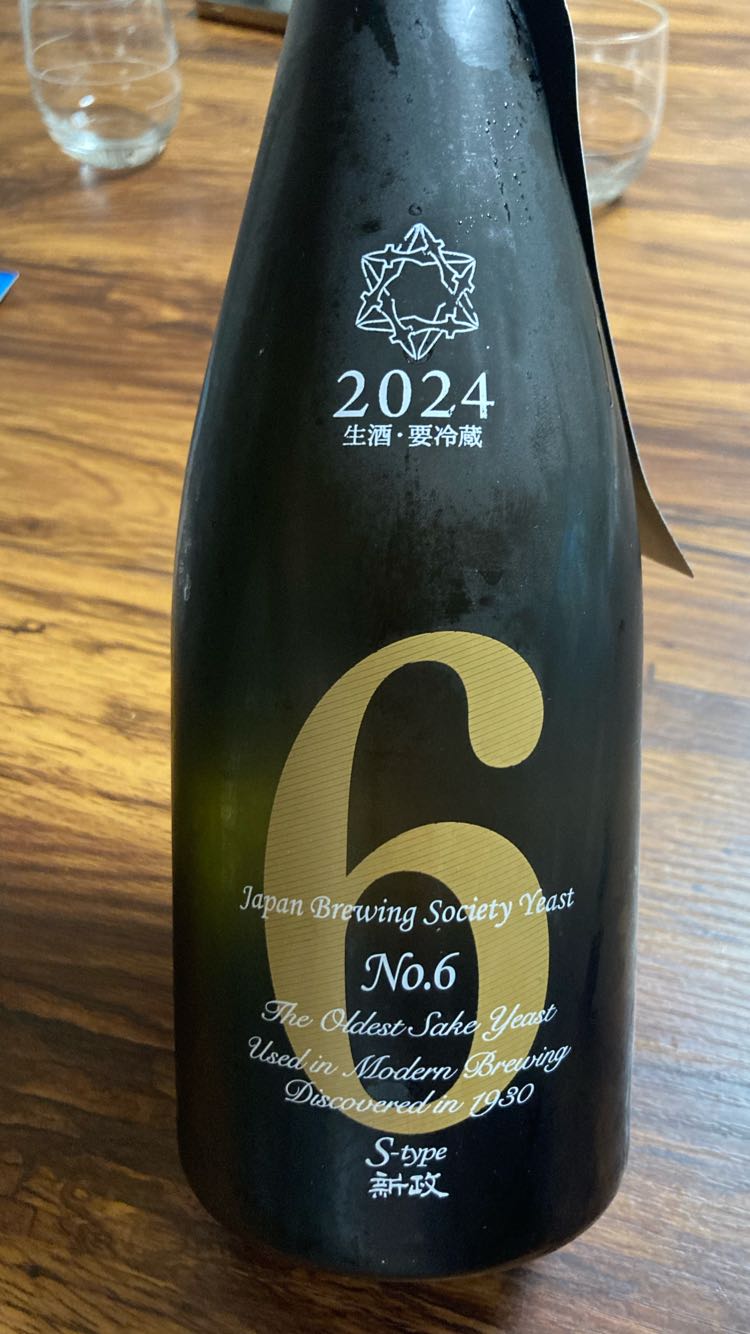 2024
生酒・要冷蔵
6
Japan Brewing Society Yeast
No.6
The Oldest Sake Yeast
Used in Modern Brewing
Discovered in 1930
S-type
新政